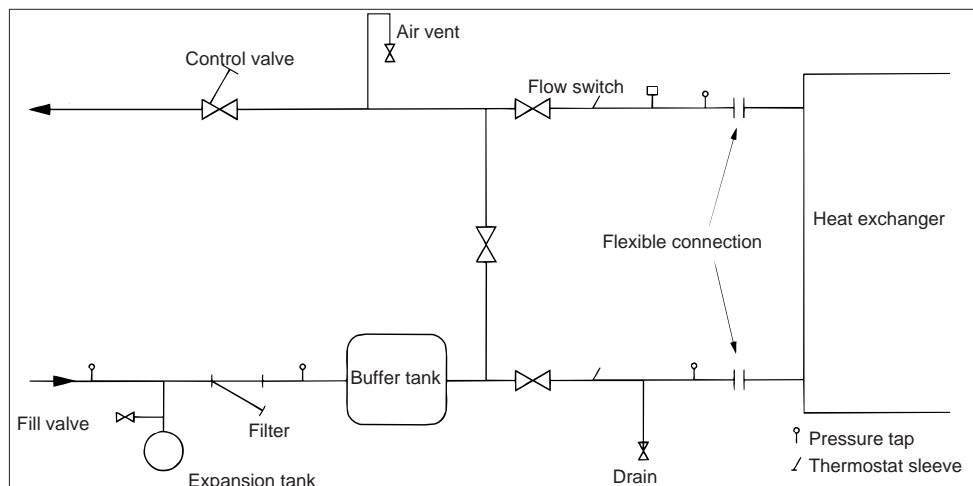 Air vent
Control valve
Flow switch
Heat exchanger
Flexible connection
Buffer tank
Fill valve
Filter
Expansion tank
Drain
Pressure tap
Thermostat sleeve